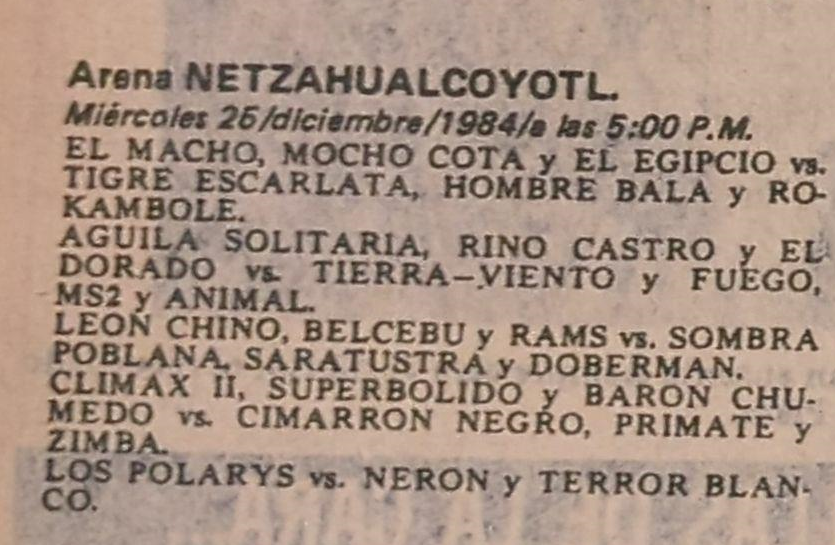 Arena NETZAHUALCOYOTL.
Miércoles 26/diciembre/1984/a las 5:00 P.M.
EL MACHO, MOCHO COTA y EL EGIPCIO vs.
TIGRE ESCARLATA, HOMBRE BALA y RO-
KAMBOLE.
AGUILA SOLITARIA, RINO CASTRO y EL
DORADO vs. TIERRA-VIENTO y FUEGO,
MS2 y ANIMAL.
LEON CHINO, BELCEBU y RAMS vs. SOMBRA
POBLANA, SARATUSTRA y DOBERMAN.
CLIMAX II, SUPERBOLIDO y BARON CHU-
MEDO vs. CIMARRON NEGRO, PRIMATE y
ZIMBA.
LOS POLARYS vs. NERON y TERROR BLAN-
CO.